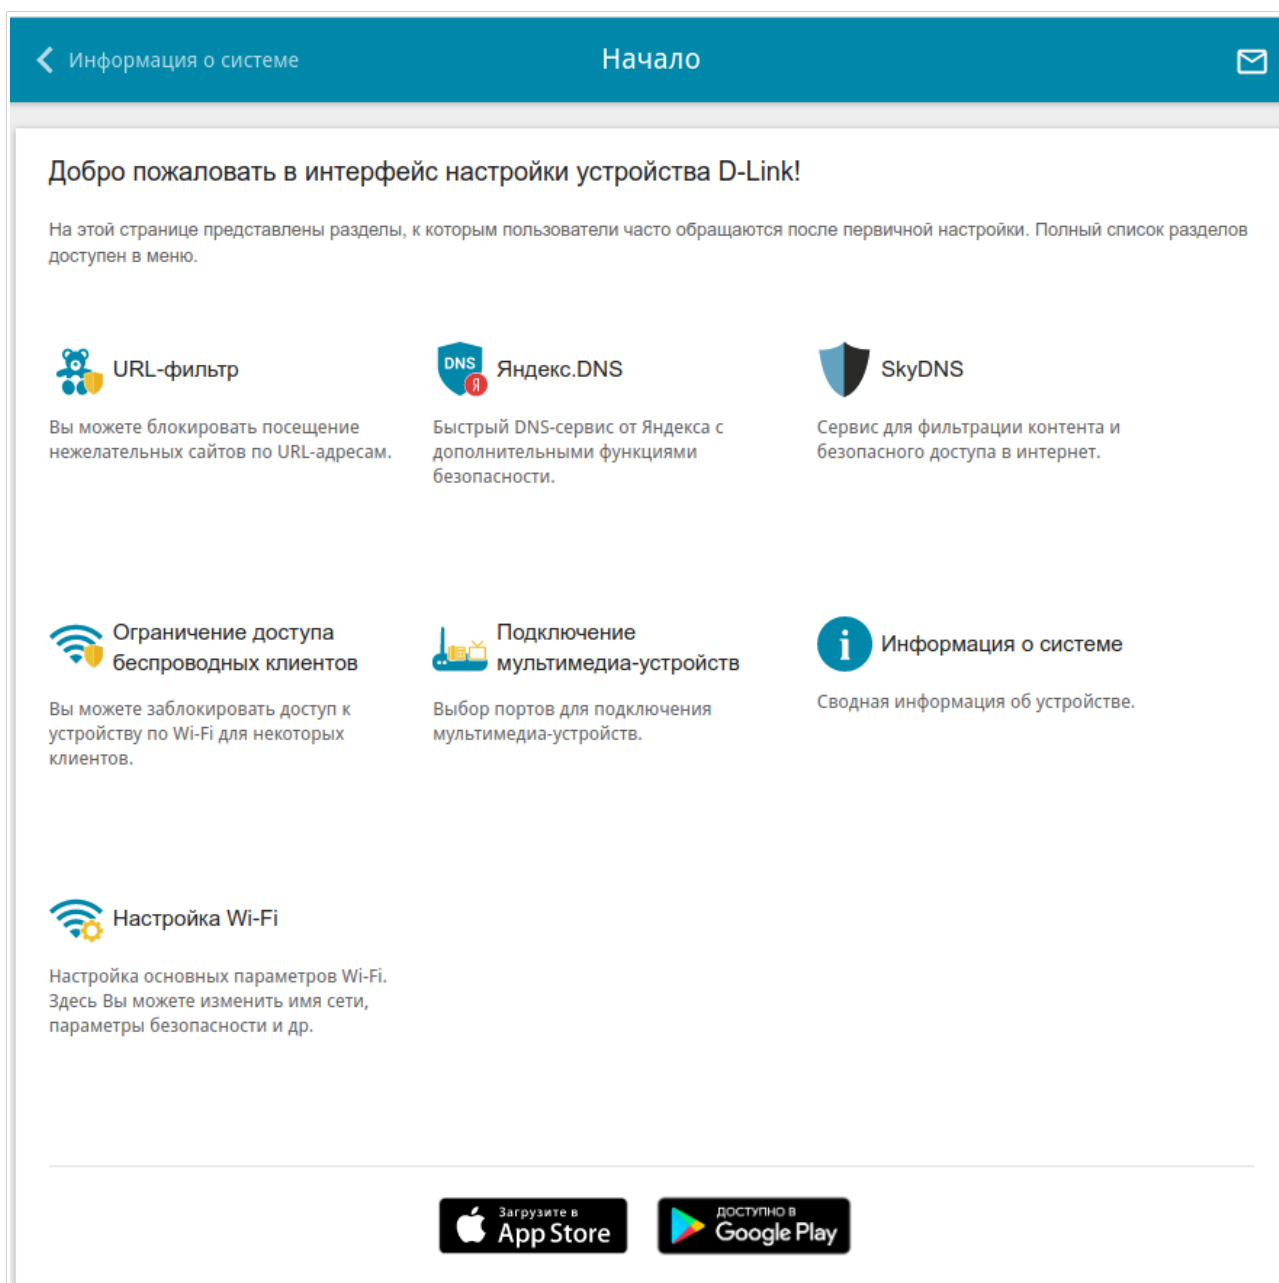 Информация о системе
Начало
Добро пожаловать в интерфейс настройки устройства D-Link!
На этой странице представлены разделы, к которым пользователи часто обращаются после первичной настройки. Полный список разделов
доступен в меню.
URL-фильтр
Вы можете блокировать посещение
нежелательных сайтов по URL-адресам.
DNS
Я
Яндекс.DNS
Быстрый DNS-сервис от Яндекса с
дополнительными функциями
безопасности.
SkyDNS
Сервис для фильтрации контента и
безопасного доступа в интернет.
Ограничение доступа
беспроводных клиентов
Вы можете заблокировать доступ к
устройству по Wi-Fi для некоторых
клиентов.
Подключение
мультимедиа-устройств
Выбор портов для подключения
мультимедиа-устройств.
i
Информация о системе
Сводная информация об устройстве.
Настройка Wi-Fi
Настройка основных параметров Wi-Fi.
Здесь Вы можете изменить имя сети,
параметры безопасности и др.
Загрузите в
App Store
ДОСТУПНО В
Google Play